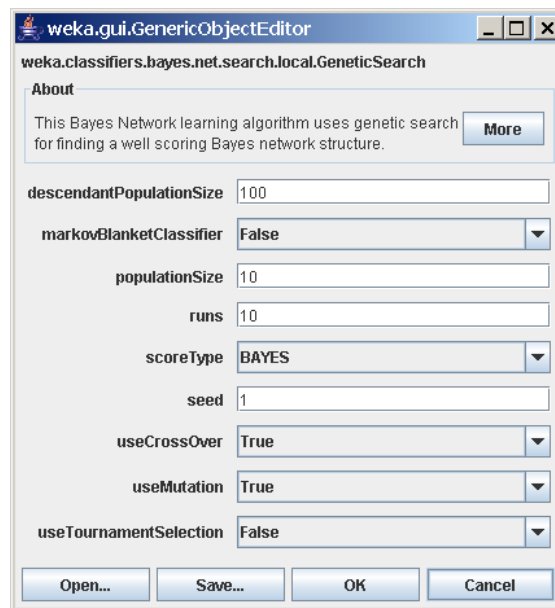 weka.gui.GenericObjectEditor
weka.classifiers.bayes.net.search.local.GeneticSearch
About
This Bayes Network learning algorithm uses genetic search
for finding a well scoring Bayes network structure.
More
descendantPopulationSize 100
markovBlanketClassifier False
populationSize 10
runs 10
scoreType BAYES
seed 1
useCrossOver True
useMutation True
useTournamentSelection False
Open... Save... OK Cancel